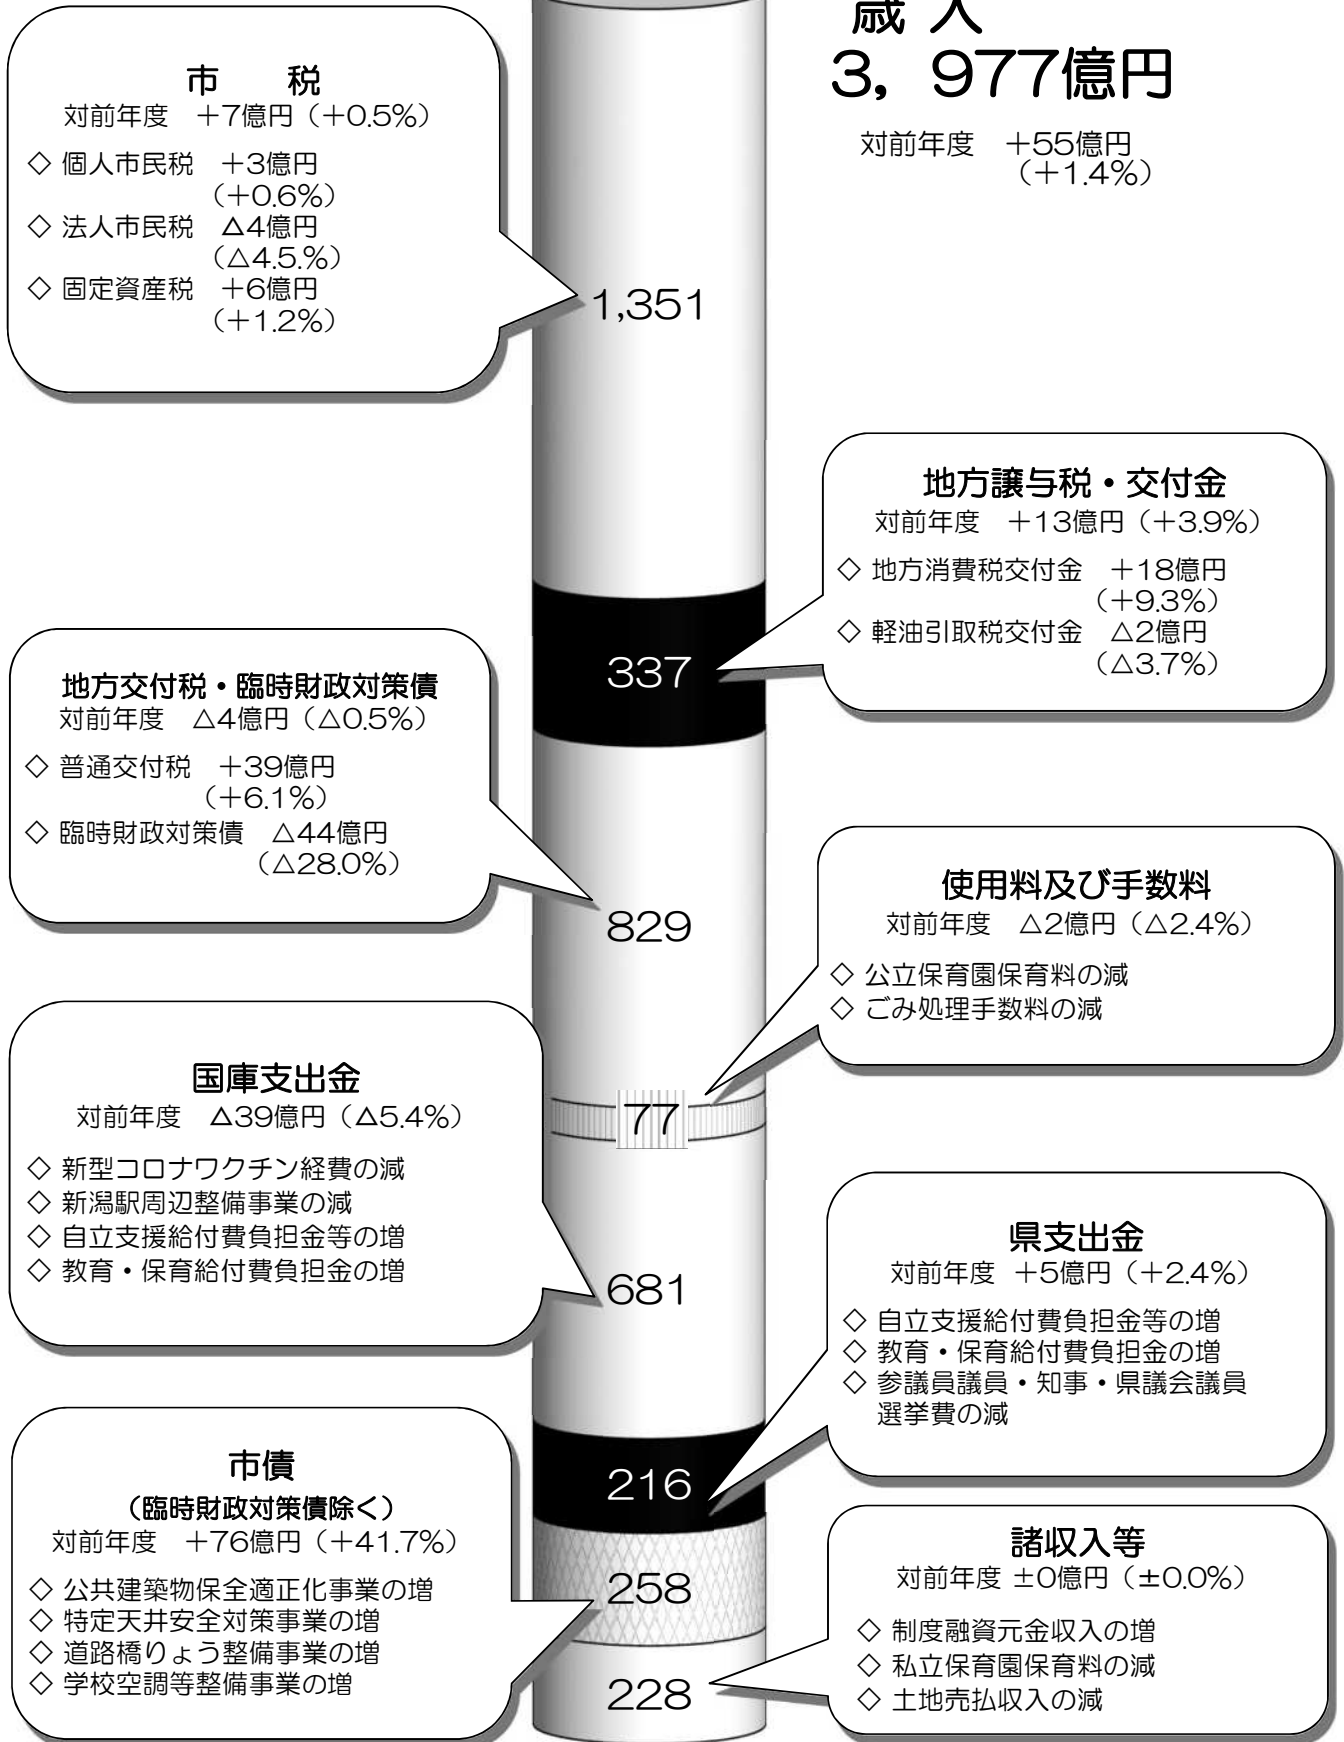 歳 入
3，977億円
対前年度　＋55億円
（＋1.4％）
市　　税
対前年度　＋7億円（＋0.5％）
◇ 個人市民税　＋3億円
（＋0.6％）
◇ 法人市民税　△4億円
（△4.5.％）
◇ 固定資産税　＋6億円
（＋1.2％）
1,351
地方譲与税・交付金
対前年度　＋13億円（＋3.9％）
◇ 地方消費税交付金　＋18億円
（＋9.3％）
◇ 軽油引取税交付金　△2億円
（△3.7％）
337
地方交付税・臨時財政対策債
対前年度　△4億円（△0.5％）
◇ 普通交付税　＋39億円
（＋6.1％）
◇ 臨時財政対策債　△44億円
（△28.0％）
829
使用料及び手数料
対前年度　△2億円（△2.4％）
◇ 公立保育園保育料の減
◇ ごみ処理手数料の減
77
国庫支出金
対前年度　△39億円（△5.4％）
◇ 新型コロナワクチン経費の減
◇ 新潟駅周辺整備事業の減
◇ 自立支援給付費負担金等の増
◇ 教育・保育給付費負担金の増
681
県支出金
対前年度　＋5億円（＋2.4％）
◇ 自立支援給付費負担金等の増
◇ 教育・保育給付費負担金の増
◇ 参議員議員・知事・県議会議員
選挙費の減
216
市債
（臨時財政対策債除く）
対前年度　＋76億円（＋41.7％）
◇ 公共建築物保全適正化事業の増
◇ 特定天井安全対策事業の増
◇ 道路橋りょう整備事業の増
◇ 学校空調等整備事業の増
258
諸収入等
対前年度 ±0億円（±0.0％）
◇ 制度融資元金収入の増
◇ 私立保育園保育料の減
◇ 土地売払収入の減
228